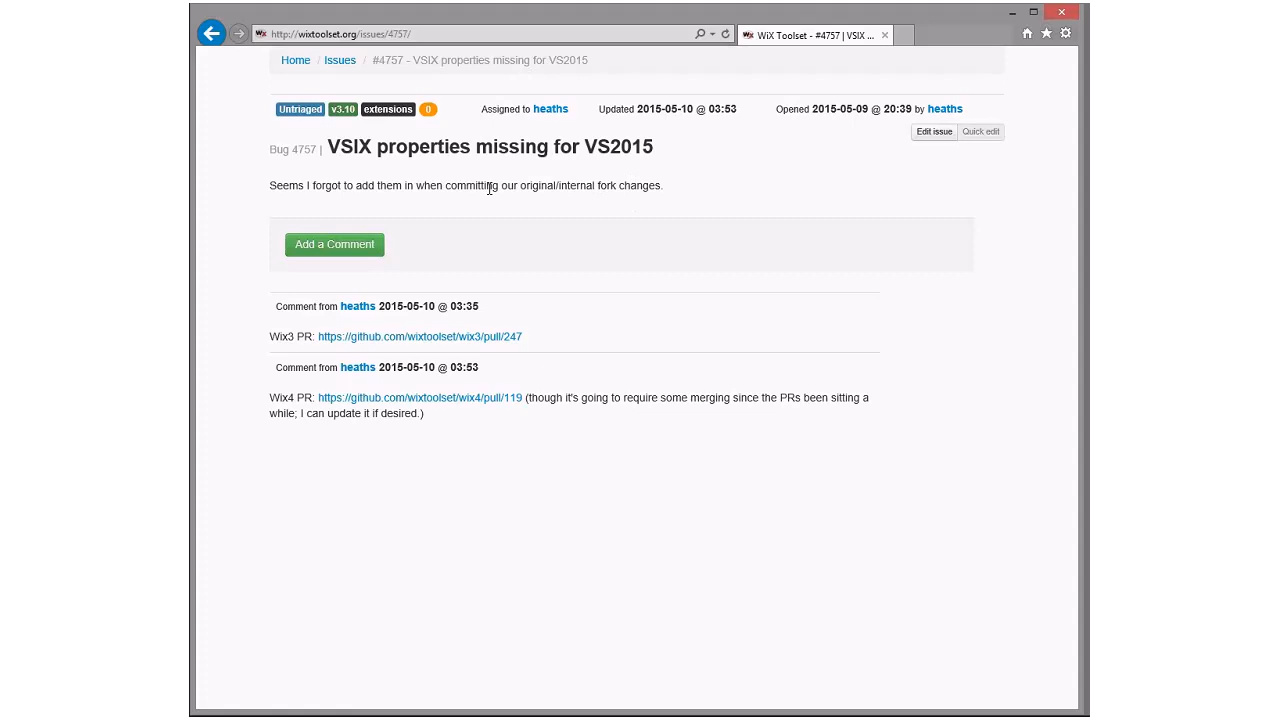 http://wixtoolset.org/issues/4757/
WiX Toolset - #4757 | VSIX ...
Home / Issues / #4757 - VSIX properties missing for VS2015
Untriaged v3.10 extensions 0 Assigned to heaths Updated 2015-05-10 @ 03:53 Opened 2015-05-09 @ 20:39 by heaths
Edit issue Quick edit
Bug 4757 | VSIX properties missing for VS2015
Seems I forgot to add them in when committing our original/internal fork changes.
Add a Comment
Comment from heaths 2015-05-10 @ 03:35
Wix3 PR: https://github.com/wixtoolset/wix3/pull/247
Comment from heaths 2015-05-10 @ 03:53
Wix4 PR: https://github.com/wixtoolset/wix4/pull/119 (though it's going to require some merging since the PRs been sitting a
while; I can update it if desired.)